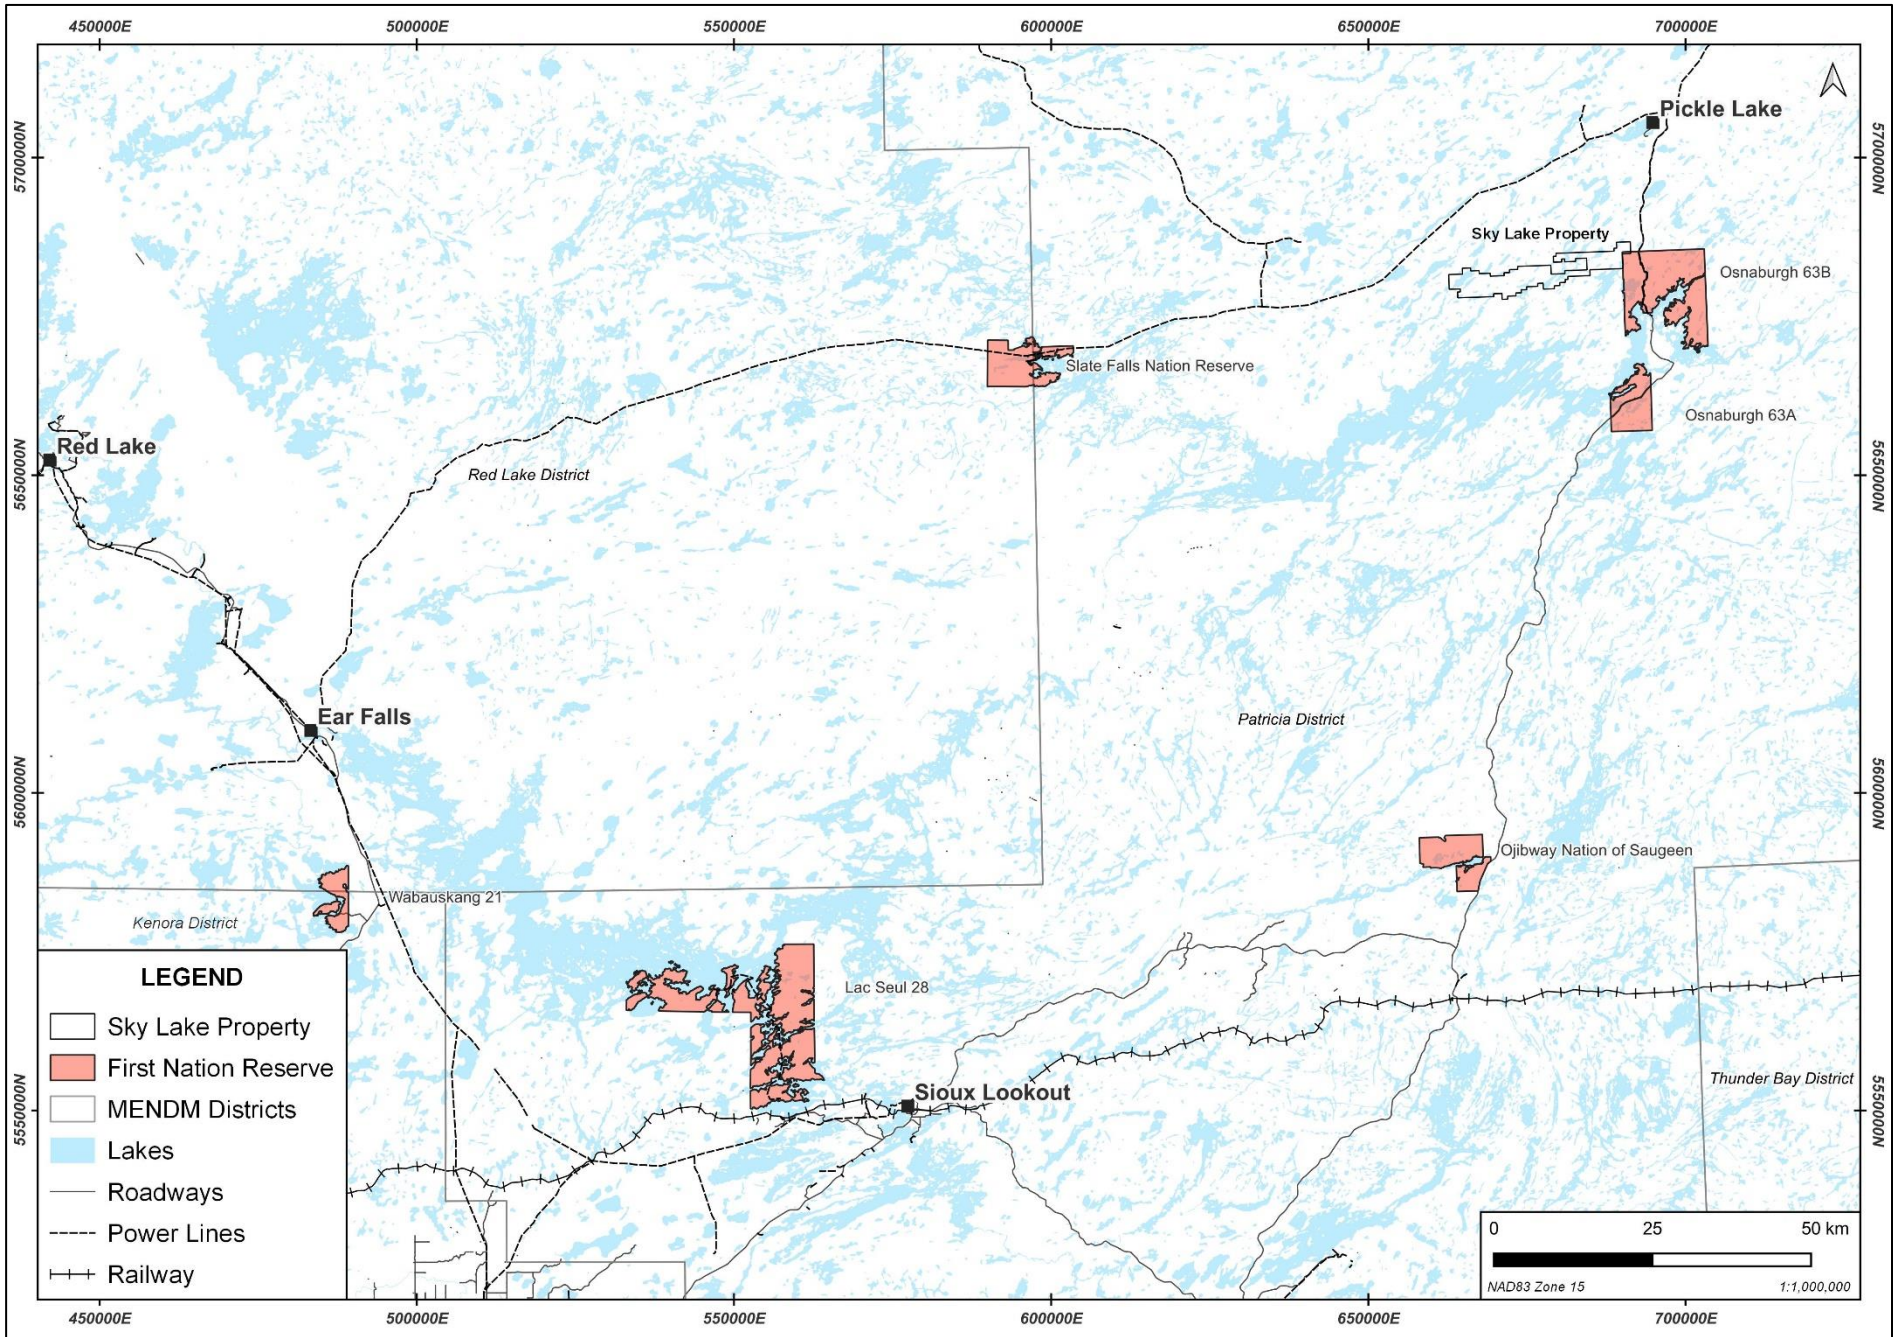 450000E 500000E 550000E 600000E 650000E 700000E
Pickle Lake
5700000N
5700000N
Sky Lake Property
Osnaburgh 63B
Slate Falls Nation Reserve
Osnaburgh 63A
Red Lake
Red Lake District
5650000N
5650000N
Ear Falls
Patricia District
5600000N
5600000N
Ojibway Nation of Saugeen
Wabauskang 21
Kenora District
Lac Seul 28
Thunder Bay District
Sioux Lookout
5550000N
5550000N
LEGEND
Sky Lake Property
First Nation Reserve
MENDM Districts
Lakes
Roadways
Power Lines
Railway
0 25 50 km
NAD83 Zone 15 1:1,000,000
450000E 500000E 550000E 600000E 650000E 700000E